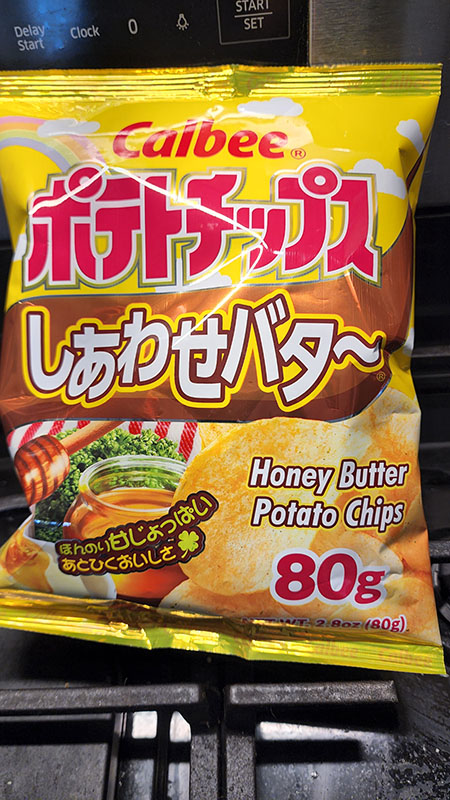 Delay
Start
Clock
0
START
SET
Calbee®
ポテトチップス
しあわせバタ〜
®
Honey Butter
Potato Chips
ほんのい甘じょっぱい
あとひくおいしさ
80g
NET WT. 2.8oz (80g)